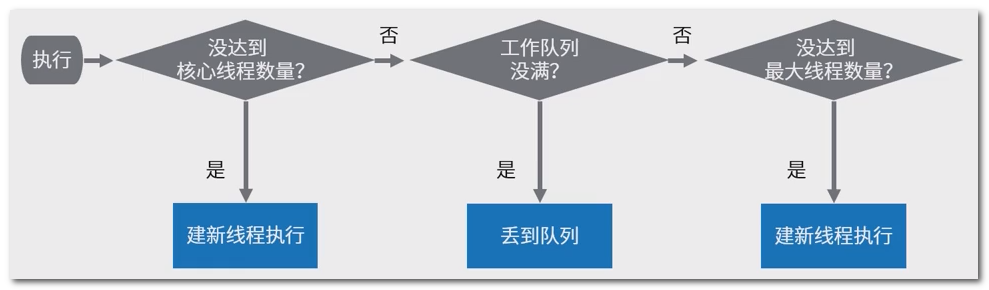 执行
没达到
核心线程数量？
否
工作队列
没满？
否
没达到
最大线程数量？
是
是
是
建新线程执行
丢到队列
建新线程执行